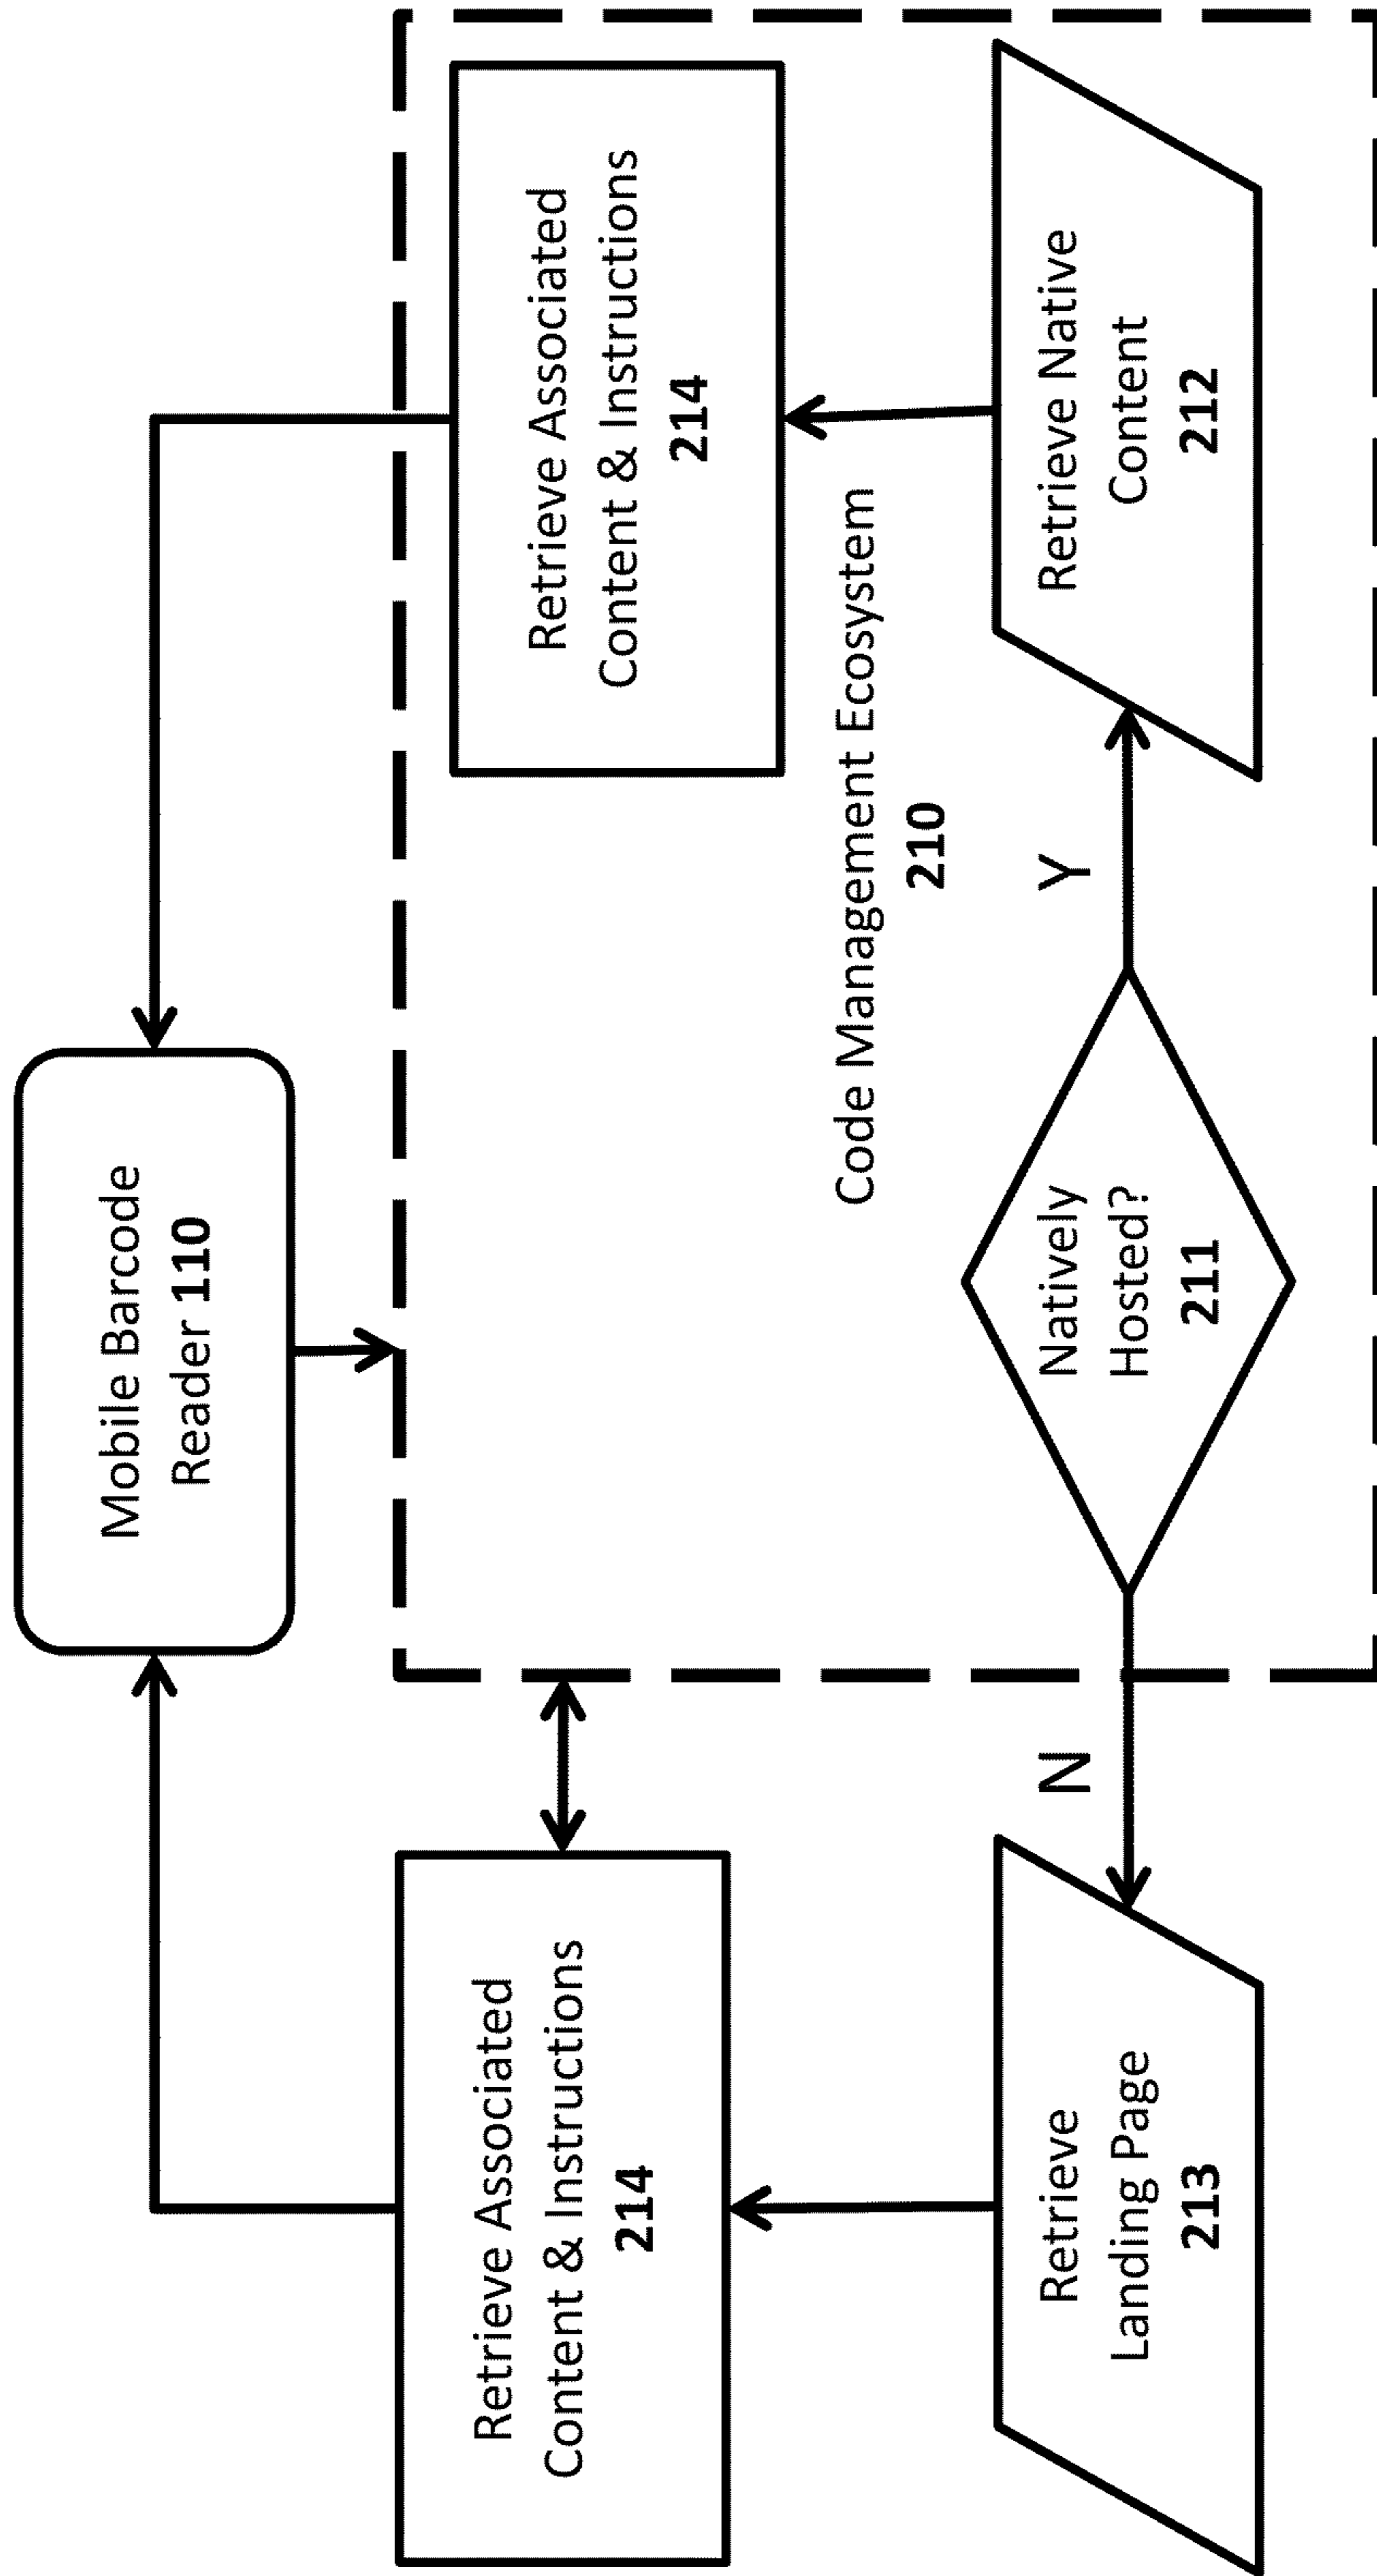 Mobile Barcode
Reader 110
Retrieve Associated
Content & Instructions
214
Retrieve Associated
Content & Instructions
214
Code Management Ecosystem
210
N
Y
Retrieve
Landing Page
213
Natively
Hosted?
211
Retrieve Native
Content
212